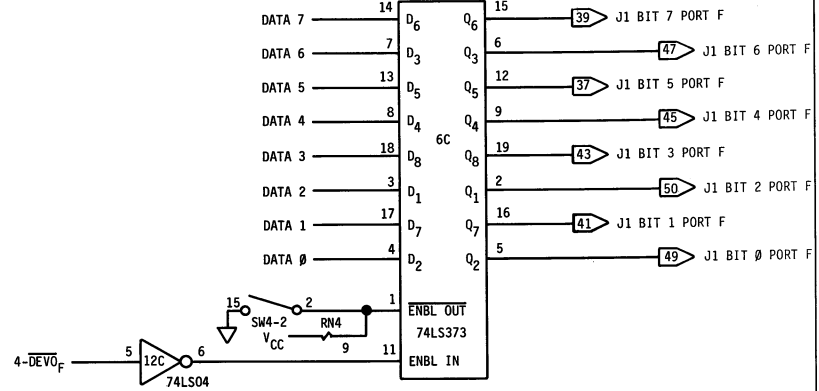 DATA 7 14 D6 Q6 15 39 J1 BIT 7 PORT F
DATA 6 7 D3 Q3 6 47 J1 BIT 6 PORT F
DATA 5 13 D5 Q5 12 37 J1 BIT 5 PORT F
DATA 4 8 D4 Q4 9 45 J1 BIT 4 PORT F
6C
DATA 3 18 D8 Q8 19 43 J1 BIT 3 PORT F
DATA 2 3 D1 Q1 2 50 J1 BIT 2 PORT F
DATA 1 17 D7 Q7 16 41 J1 BIT 1 PORT F
DATA Ø 4 D2 Q2 5 49 J1 BIT Ø PORT F
15 2 1 ENBL OUT
SW4-2 RN4 74LS373
VCC 9
4-DEVOF 5 12C 6 11 ENBL IN
74LS04